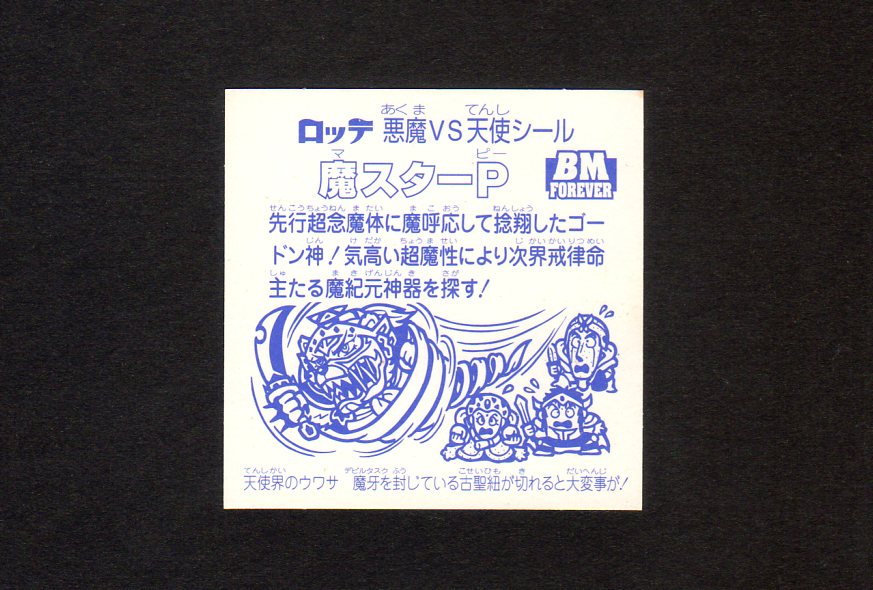 あくま てんし
ロッテ 悪魔VS天使シール
マ ピー
魔スターP
BM
FOREVER
せんこうちょうねん ま たい ま こ おう ねんしょう
先行超念魔体に魔呼応して捻翔したゴー
じん け だか ちょう ま せい じ かいかいりつめい
ドン神!気高い超魔性により次界戒律命
しゅ ま き げんじん き さが
主たる魔紀元神器を探す!
てんしかい デビルタスク ふう こせいひも き だいへんじ
天使界のウワサ 魔牙を封じている古聖紐が切れると大変事が!